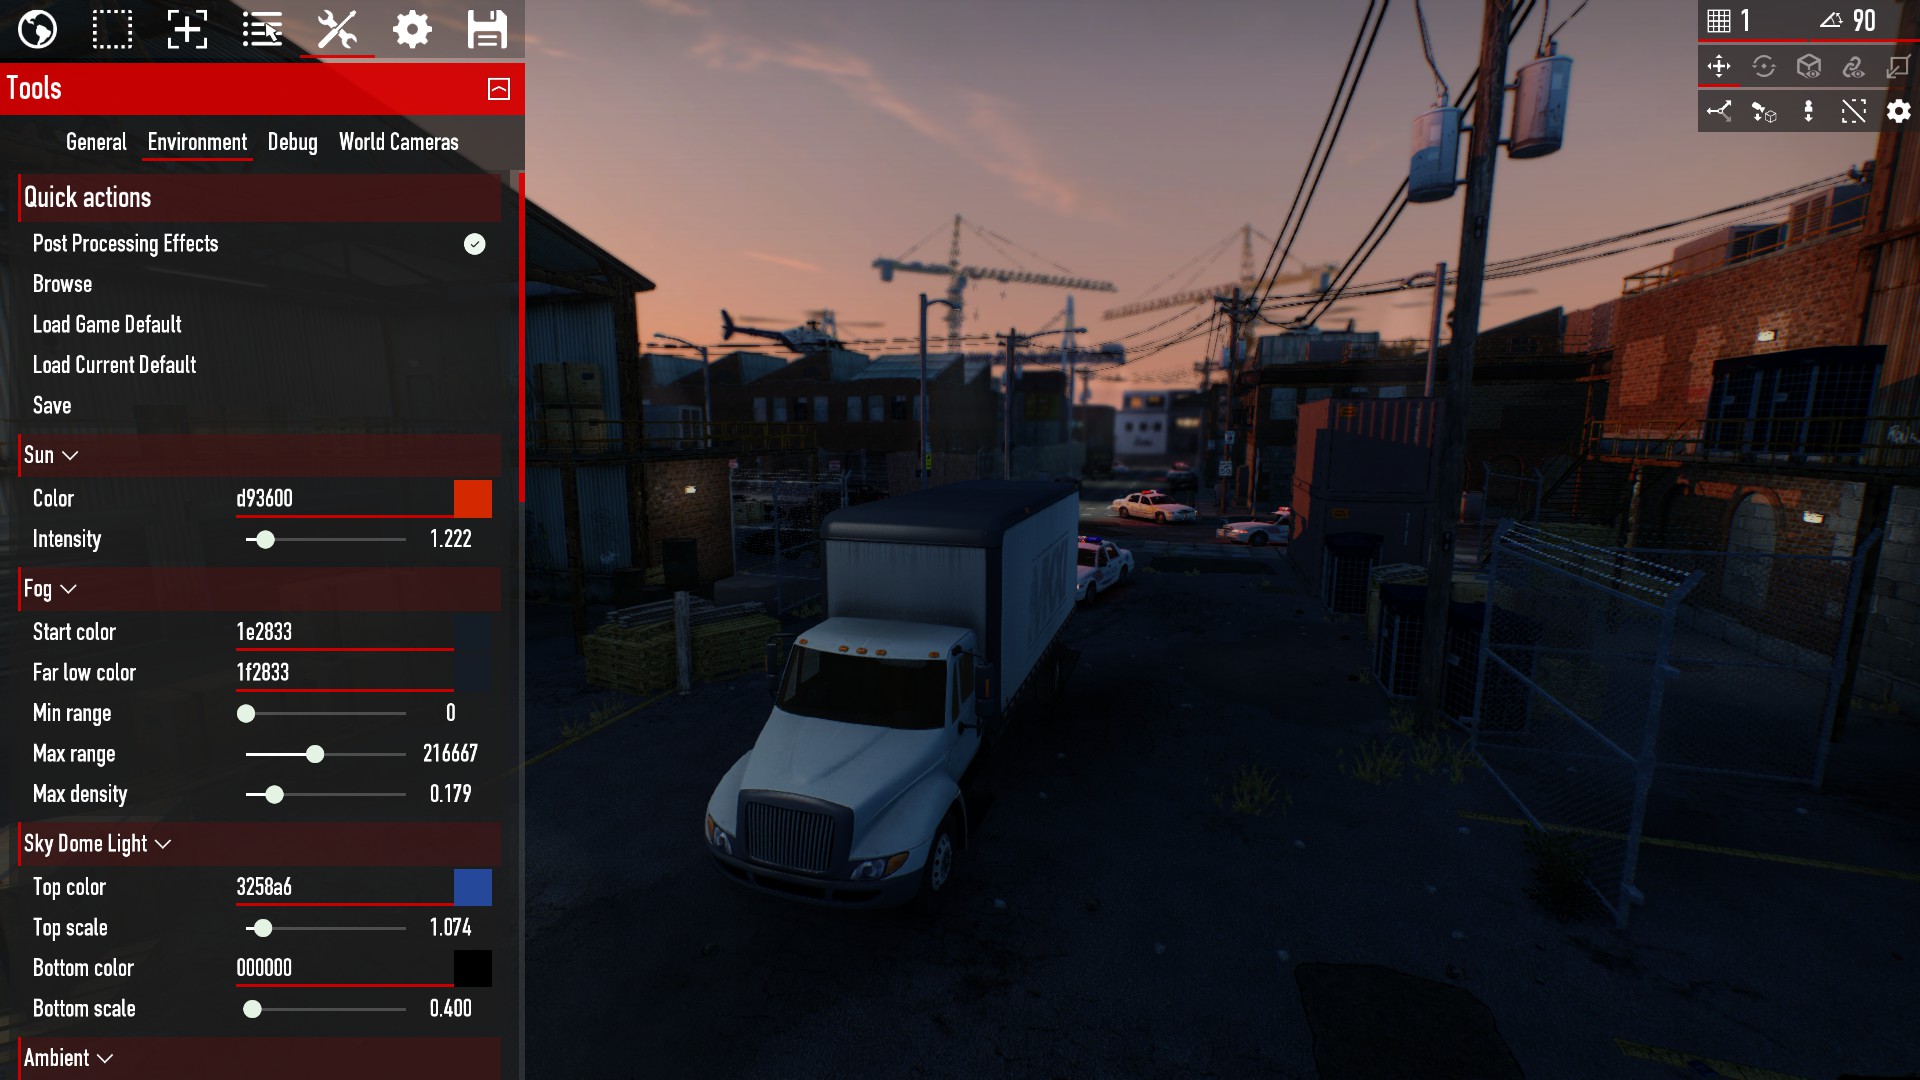 1 90
Tools
General Environment Debug World Cameras
Quick actions
Post Processing Effects
Browse
Load Game Default
Load Current Default
Save
Sun
Color d93600
Intensity 1.222
Fog
Start color 1e2833
Far low color 1f2833
Min range 0
Max range 216667
Max density 0.179
Sky Dome Light
Top color 3258a6
Top scale 1.074
Bottom color 000000
Bottom scale 0.400
Ambient